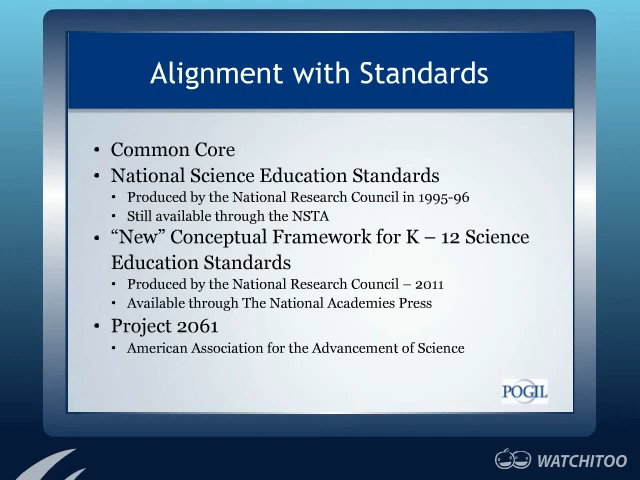 Alignment with Standards
• Common Core
• National Science Education Standards
• Produced by the National Research Council in 1995-96
• Still available through the NSTA
• “New” Conceptual Framework for K – 12 Science
Education Standards
• Produced by the National Research Council – 2011
• Available through The National Academies Press
• Project 2061
• American Association for the Advancement of Science
POGIL
WATCHITOO